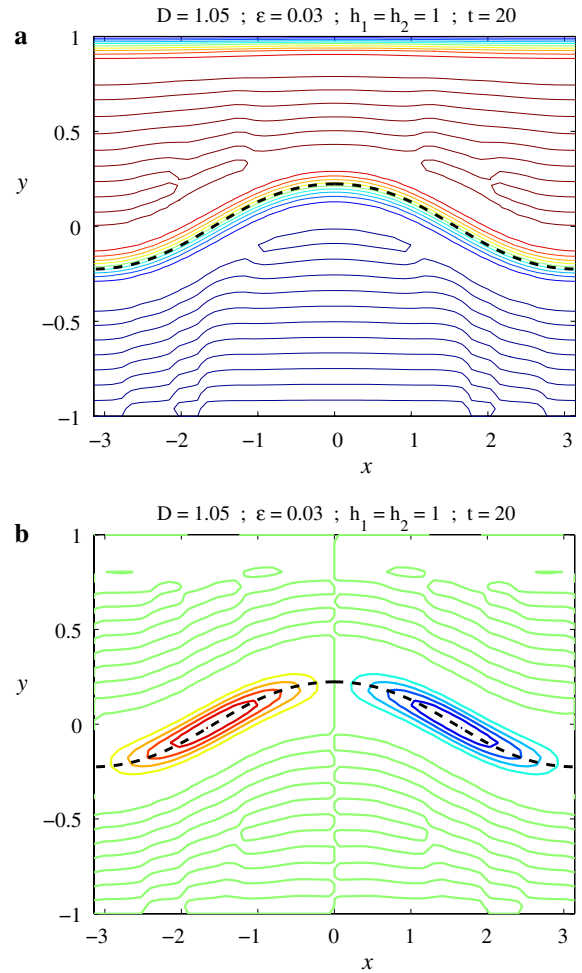 a
D = 1.05 ; ε = 0.03 ; h₁ = h₂ = 1 ; t = 20
1
0.5
0
−0.5
−1
y
−3 −2 −1 0 1 2 3
x
b
D = 1.05 ; ε = 0.03 ; h₁ = h₂ = 1 ; t = 20
1
0.5
0
−0.5
−1
y
−3 −2 −1 0 1 2 3
x